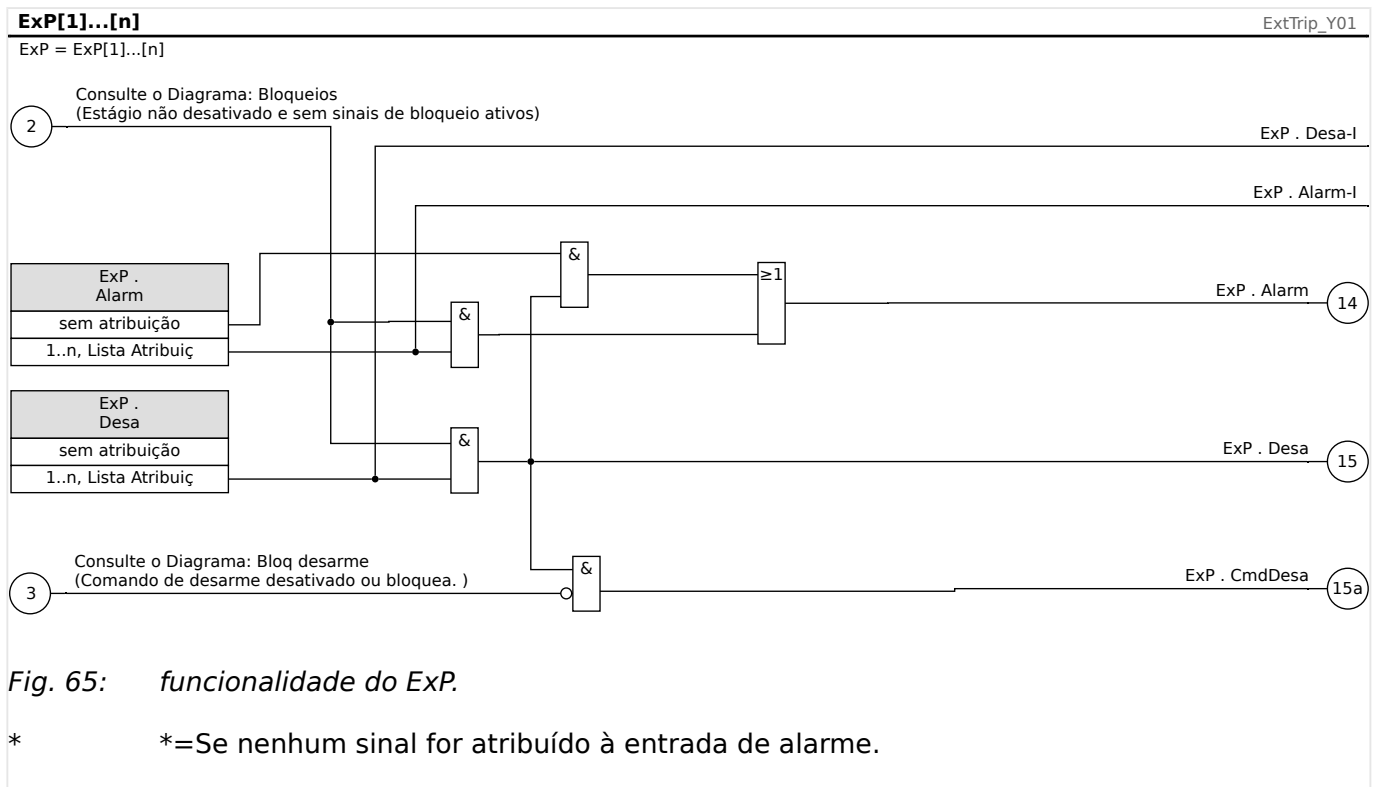 ExP[1]...[n]
ExtTrip_Y01
ExP = ExP[1]...[n]
Consulte o Diagrama: Bloqueios
(Estágio não desativado e sem sinais de bloqueio ativos)
2
ExP . Desa-I
ExP . Alarm-I
&
ExP .
Alarm
sem atribuição
1..n, Lista Atribuiç
&
≥1
ExP . Alarm
14
ExP .
Desa
sem atribuição
1..n, Lista Atribuiç
&
ExP . Desa
15
Consulte o Diagrama: Bloq desarme
(Comando de desarme desativado ou bloquea. )
3
&
ExP . CmdDesa
15a
Fig. 65: funcionalidade do ExP.
* *=Se nenhum sinal for atribuído à entrada de alarme.